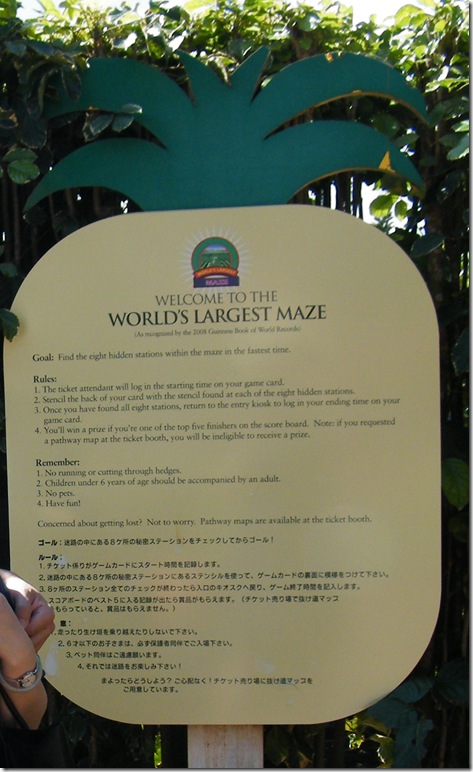 WORLD'S LARGEST
MAZE
WELCOME TO THE
WORLD'S LARGEST MAZE
(As recognized by the 2008 Guinness Book of World Records)
Goal: Find the eight hidden stations within the maze in the fastest time.
Rules:
1. The ticket attendant will log in the starting time on your game card.
2. Stencil the back of your card with the stencil found at each of the eight hidden stations.
3. Once you have found all eight stations, return to the entry kiosk to log in your ending time on your
game card.
4. You'll win a prize if you're one of the top five finishers on the score board. Note: if you requested
a pathway map at the ticket booth, you will be ineligible to receive a prize.
Remember:
1. No running or cutting through hedges.
2. Children under 6 years of age should be accompanied by an adult.
3. No pets.
4. Have fun!
Concerned about getting lost? Not to worry. Pathway maps are available at the ticket booth.
ゴール：迷路の中にある8ケ所の秘密ステーションをチェックしてからゴール！
ルール：
1. チケット係りがゲームカードにスタート時間を記録します。
2. 迷路の中にある8ケ所の秘密ステーションにあるステンシルを使って、ゲームカードの裏面に模様をつけて下さい。
3. 8ヶ所のステーション全てのチェックが終わったら入口のキオスクへ戻り、ゲーム終了時間を記入します。
スコアボードのベスト5に入る記録が出たら賞品がもらえます。（チケット売り場で抜け道マップ
もらっていると、賞品はもらえません。）
意：
1. 走ったり生け垣を乗り越えたりしないで下さい。
2. 6才以下のお子さまは、必ず保護者同伴でご入場下さい。
3. ペット同伴はご遠慮願います。
4. それでは迷路をお楽しみ下さい！
まよったらどうしよう？ ご心配なく！チケット売り場に抜け道マップを
ご用意しています。